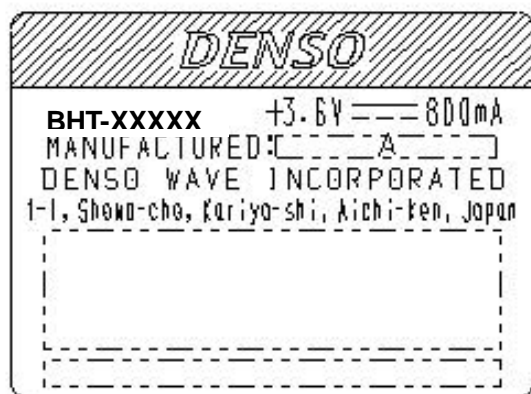 DENSO
BHT-XXXXX +3.6V 800mA
MANUFACTURED: A
DENSO WAVE INCORPORATED
1-1, Showa-cho, Kariya-shi, Aichi-ken, Japan